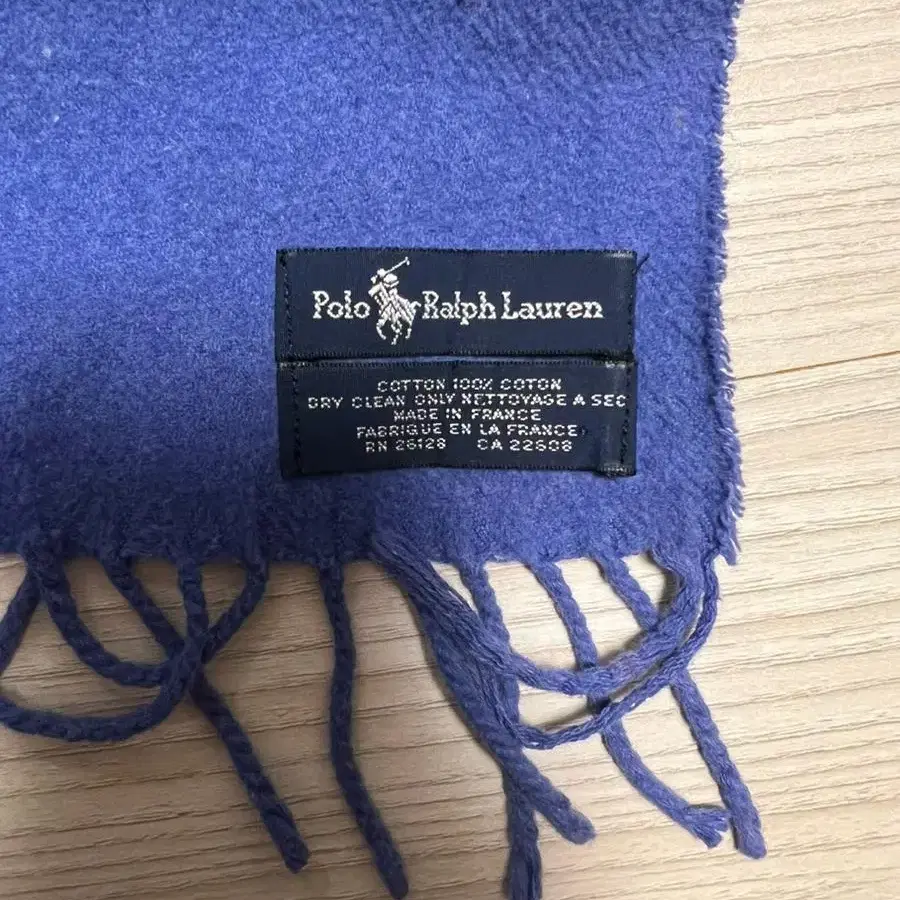 Polo Ralph Lauren
COTTON 100% COTON
DRY CLEAN ONLY NETTOYAGE A SEC
MADE IN FRANCE
FABRIQUE EN LA FRANCE
RN 26128 CA 22608